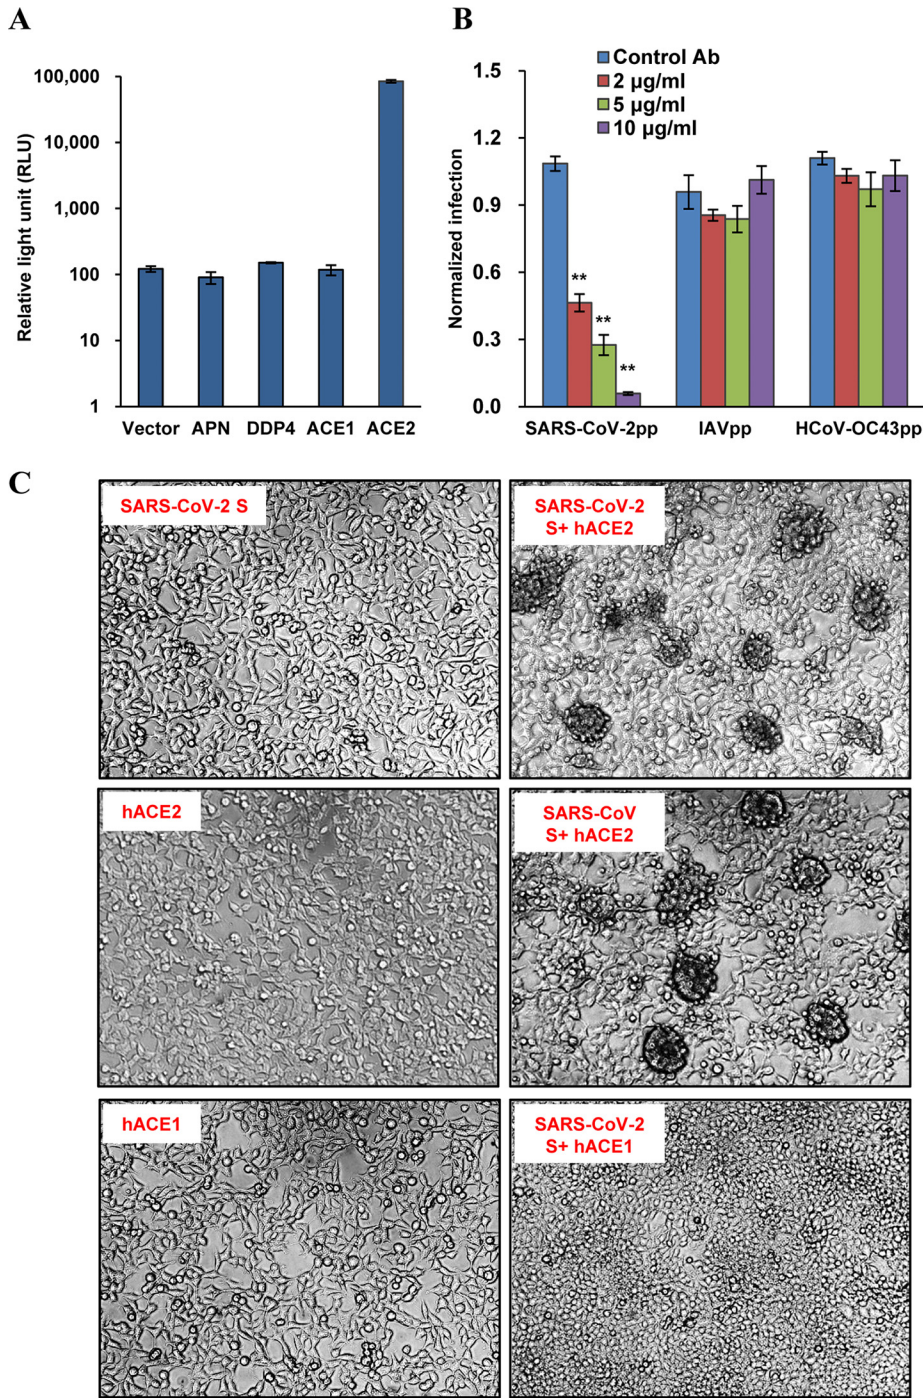 A
Relative light unit (RLU)
100,000
10,000
1,000
100
10
1
Vector APN DDP4 ACE1 ACE2
B
Normalized infection
1.5
1.2
0.9
0.6
0.3
0.0
Control Ab
2 µg/ml
5 µg/ml
10 µg/ml
**
**
**
SARS-CoV-2pp IAVpp HCoV-OC43pp
C
SARS-CoV-2 S
SARS-CoV-2
S+ hACE2
hACE2
SARS-CoV
S+ hACE2
hACE1
SARS-CoV-2
S+ hACE1